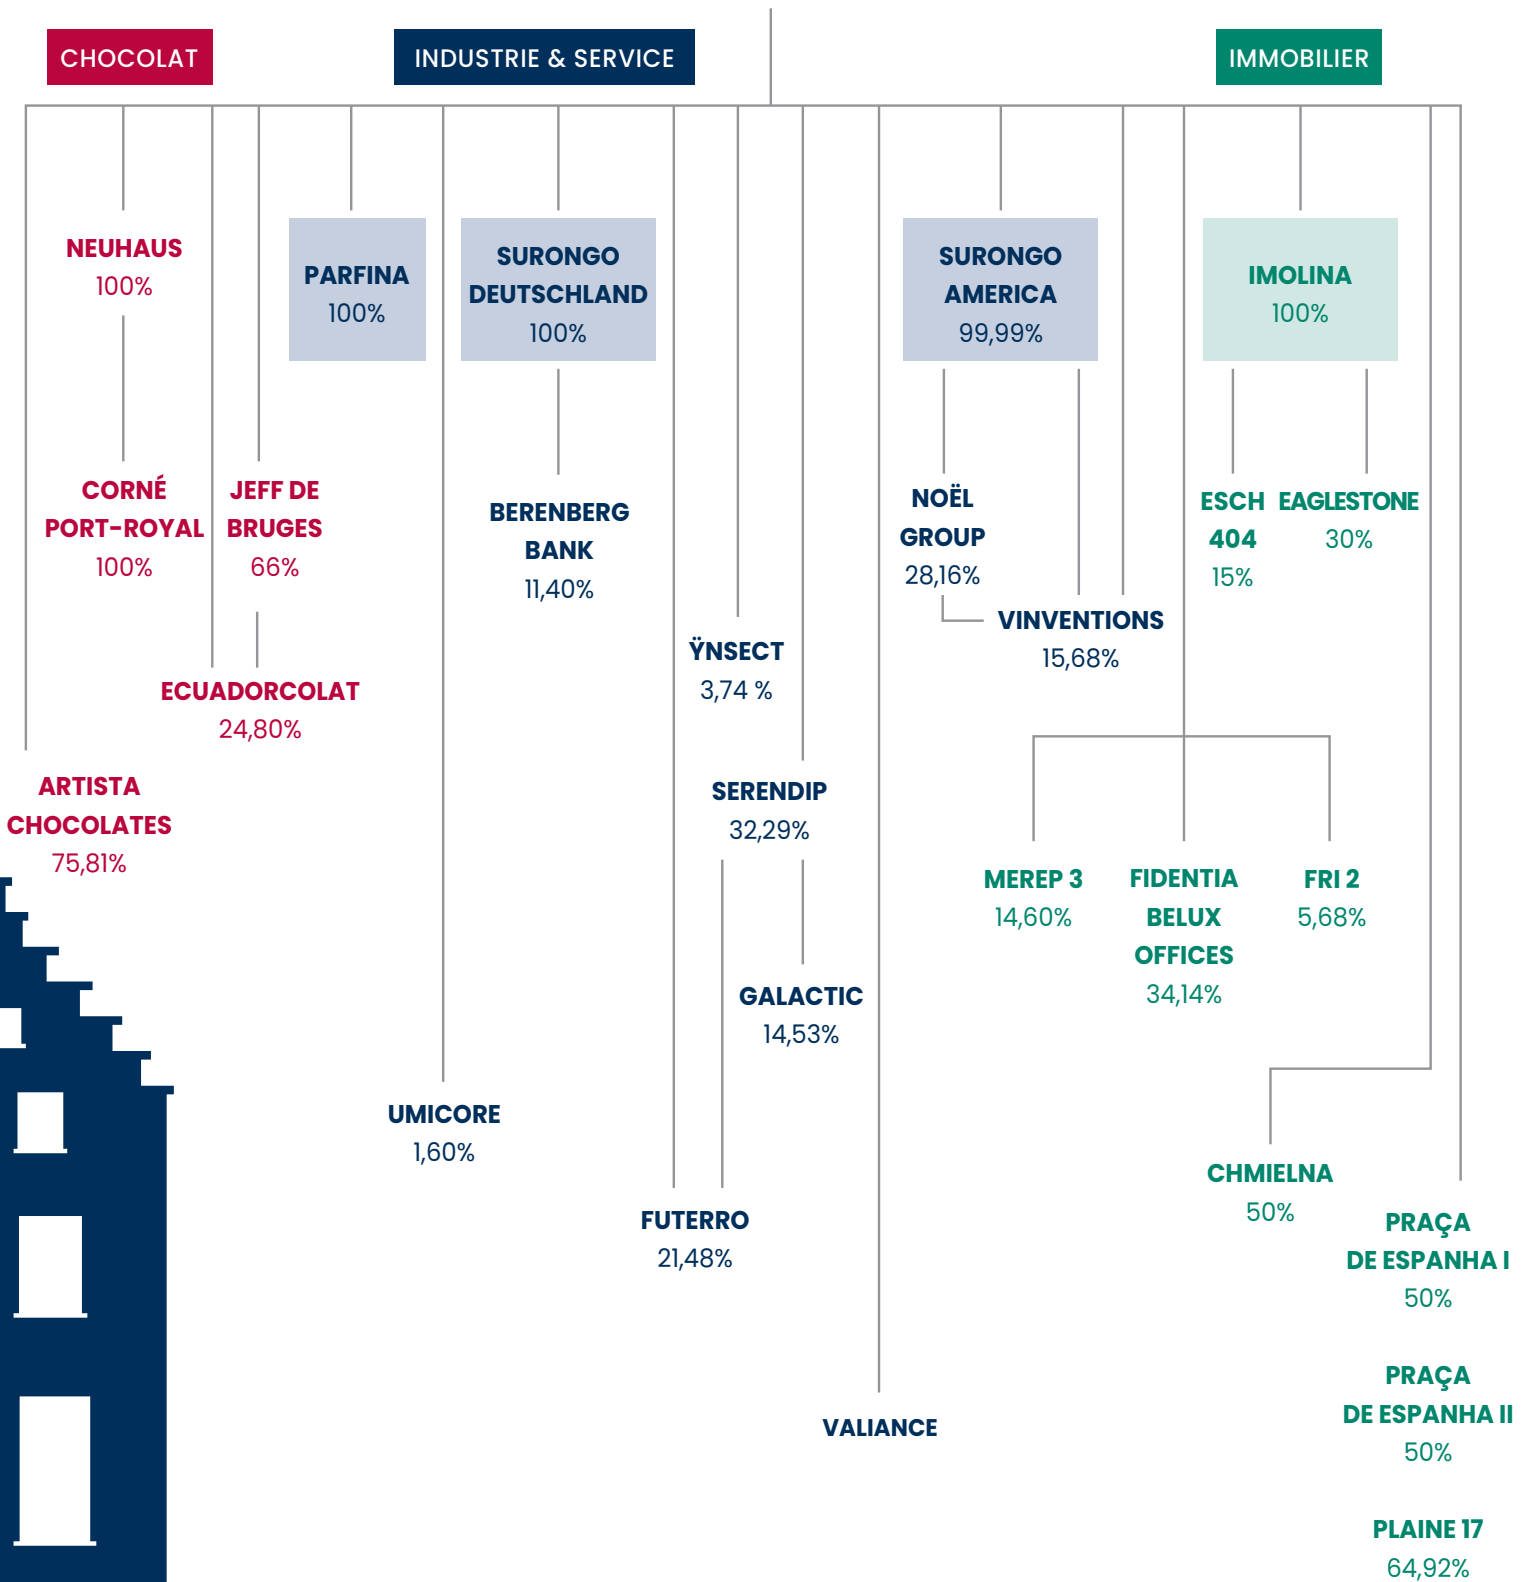 CHOCOLAT
INDUSTRIE & SERVICE
IMMOBILIER
NEUHAUS
100%
PARFINA
100%
SURONGO
DEUTSCHLAND
100%
SURONGO
AMERICA
99,99%
IMOLINA
100%
CORNÉ
PORT-ROYAL
100%
JEFF DE
BRUGES
66%
BERENBERG
BANK
11,40%
NOËL
GROUP
28,16%
ESCH
404
15%
EAGLESTONE
30%
VINVENTIONS
15,68%
ŸNSECT
3,74 %
ECUADORCOLAT
24,80%
ARTISTA
CHOCOLATES
75,81%
SERENDIP
32,29%
MEREP 3
14,60%
FIDENTIA
BELUX
OFFICES
34,14%
FRI 2
5,68%
GALACTIC
14,53%
UMICORE
1,60%
CHMIELNA
50%
FUTERRO
21,48%
PRAÇA
DE ESPANHA I
50%
PRAÇA
DE ESPANHA II
50%
VALIANCE
PLAINE 17
64,92%